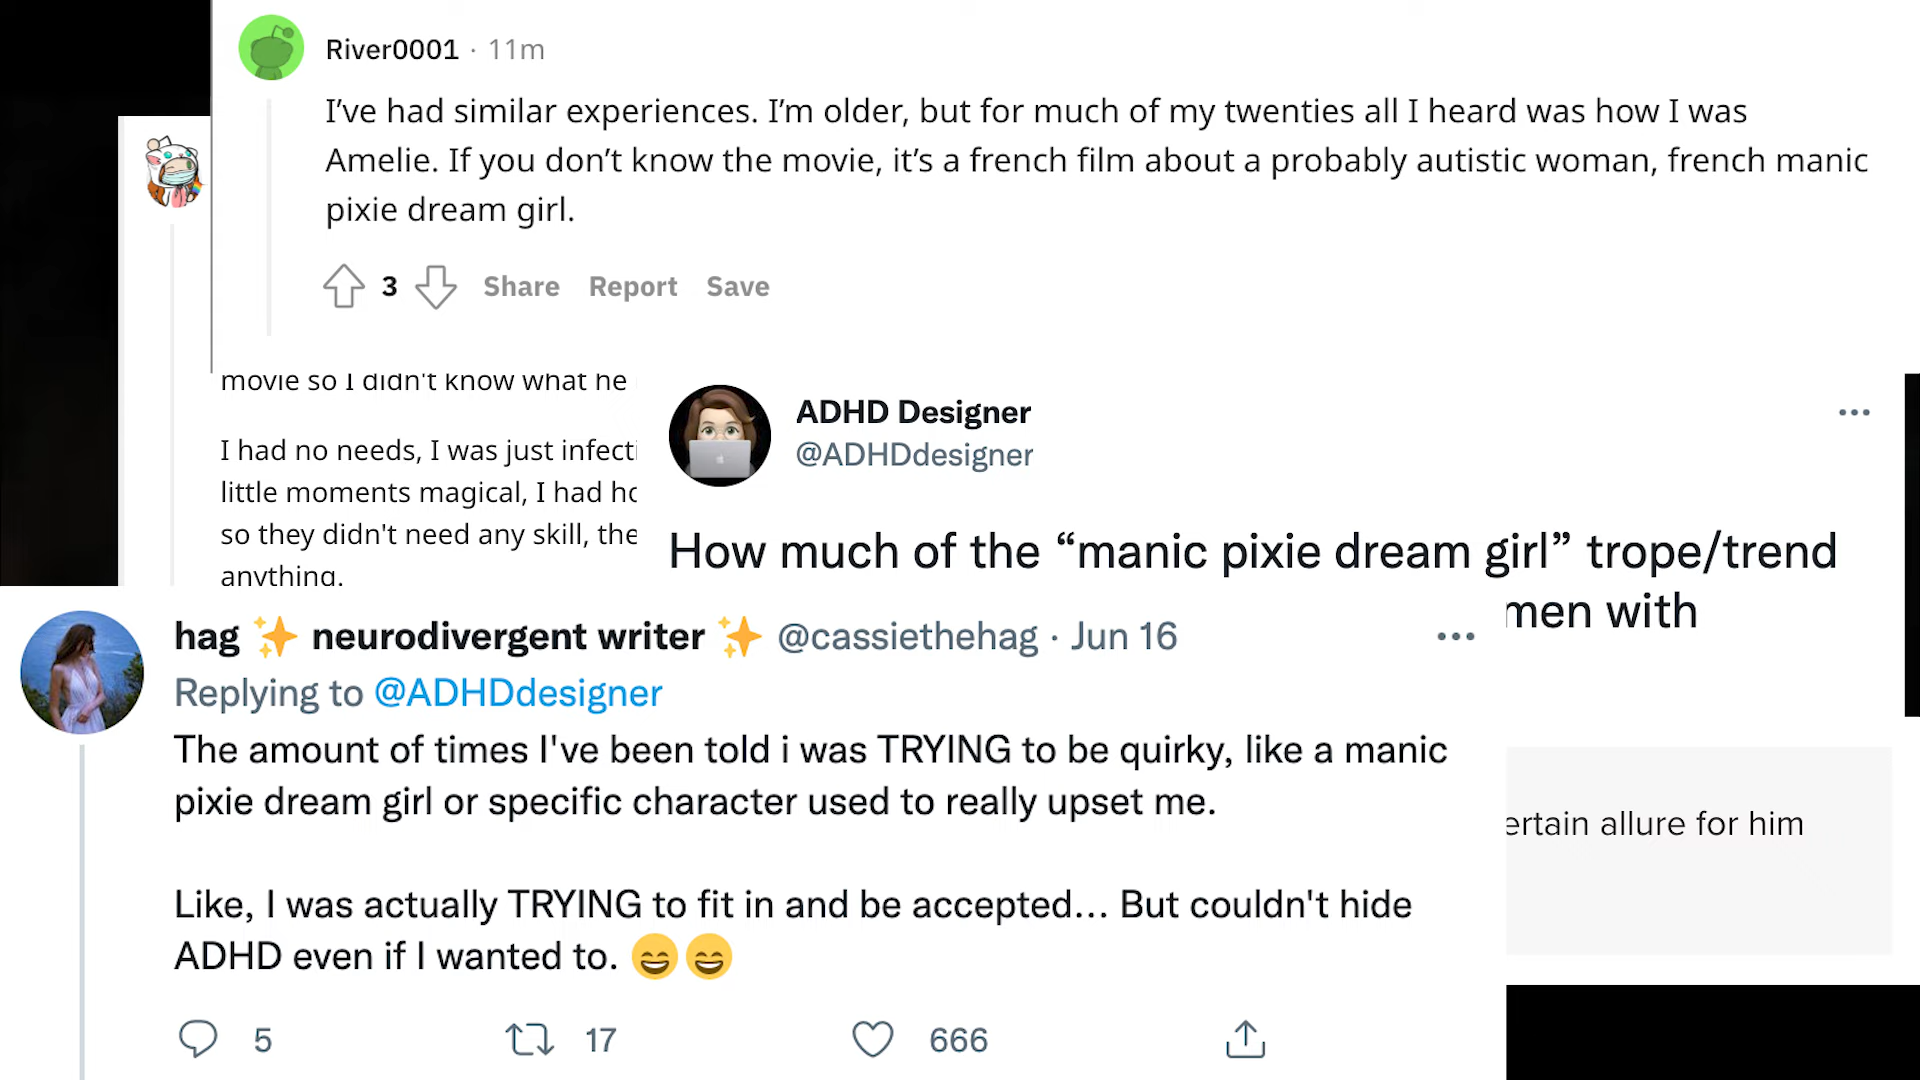 River0001 · 11m
I’ve had similar experiences. I’m older, but for much of my twenties all I heard was how I was
Amelie. If you don’t know the movie, it’s a french film about a probably autistic woman, french manic
pixie dream girl.
3 Share Report Save
movie so I didn't know what he
I had no needs, I was just infecti
little moments magical, I had ho
so they didn't need any skill, the
anything.
ADHD Designer
@ADHDdesigner
How much of the “manic pixie dream girl” trope/trend
men with
hag ✨ neurodivergent writer ✨ @cassiethehag · Jun 16
Replying to @ADHDdesigner
The amount of times I've been told i was TRYING to be quirky, like a manic
pixie dream girl or specific character used to really upset me.
Like, I was actually TRYING to fit in and be accepted... But couldn't hide
ADHD even if I wanted to. 😄😄
5 17 666
ertain allure for him